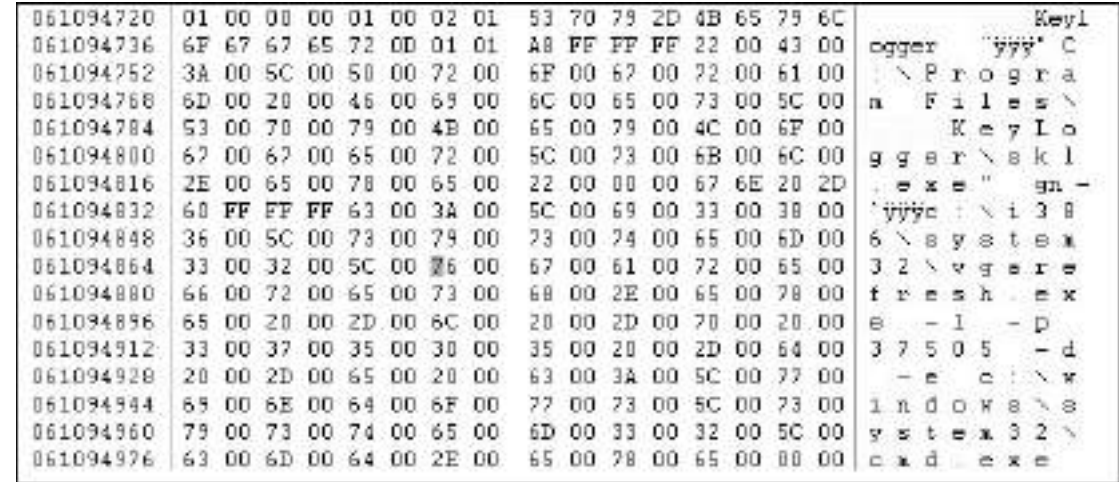 061094720 01 00 00 00 01 00 02 01 53 70 79 2D 4B 65 79 6C Keyl
061094736 6F 67 67 65 72 0D 01 01 A8 FF FF FF 22 00 43 00 ogger ¨ÿÿÿ" C
061094752 3A 00 5C 00 50 00 72 00 6F 00 67 00 72 00 61 00 : \ P r o g r a
061094768 6D 00 20 00 46 00 69 00 6C 00 65 00 73 00 5C 00 m F i l e s \
061094784 53 00 70 00 79 00 4B 00 65 00 79 00 4C 00 6F 00 K e y L o
061094800 67 00 67 00 65 00 72 00 5C 00 73 00 6B 00 6C 00 g g e r \ s k l
061094816 2E 00 65 00 78 00 65 00 22 00 00 00 67 6E 20 2D . e x e " gn -
061094832 60 FF FF FF 63 00 3A 00 5C 00 69 00 33 00 38 00 `ÿÿÿc : \ i 3 8
061094848 36 00 5C 00 73 00 79 00 73 00 74 00 65 00 6D 00 6 \ s y s t e m
061094864 33 00 32 00 5C 00 76 00 67 00 61 00 72 00 65 00 3 2 \ v g a r e
061094880 66 00 72 00 65 00 73 00 68 00 2E 00 65 00 78 00 f r e s h . e x
061094896 65 00 20 00 2D 00 6C 00 20 00 2D 00 70 00 20 00 e - l - p
061094912 33 00 37 00 35 00 30 00 35 00 20 00 2D 00 64 00 3 7 5 0 5 - d
061094928 20 00 2D 00 65 00 20 00 63 00 3A 00 5C 00 77 00 - e c : \ w
061094944 69 00 6E 00 64 00 6F 00 77 00 73 00 5C 00 73 00 i n d o w s \ s
061094960 79 00 73 00 74 00 65 00 6D 00 33 00 32 00 5C 00 y s t e m 3 2 \
061094976 63 00 6D 00 64 00 2E 00 65 00 78 00 65 00 00 00 c m d . e x e